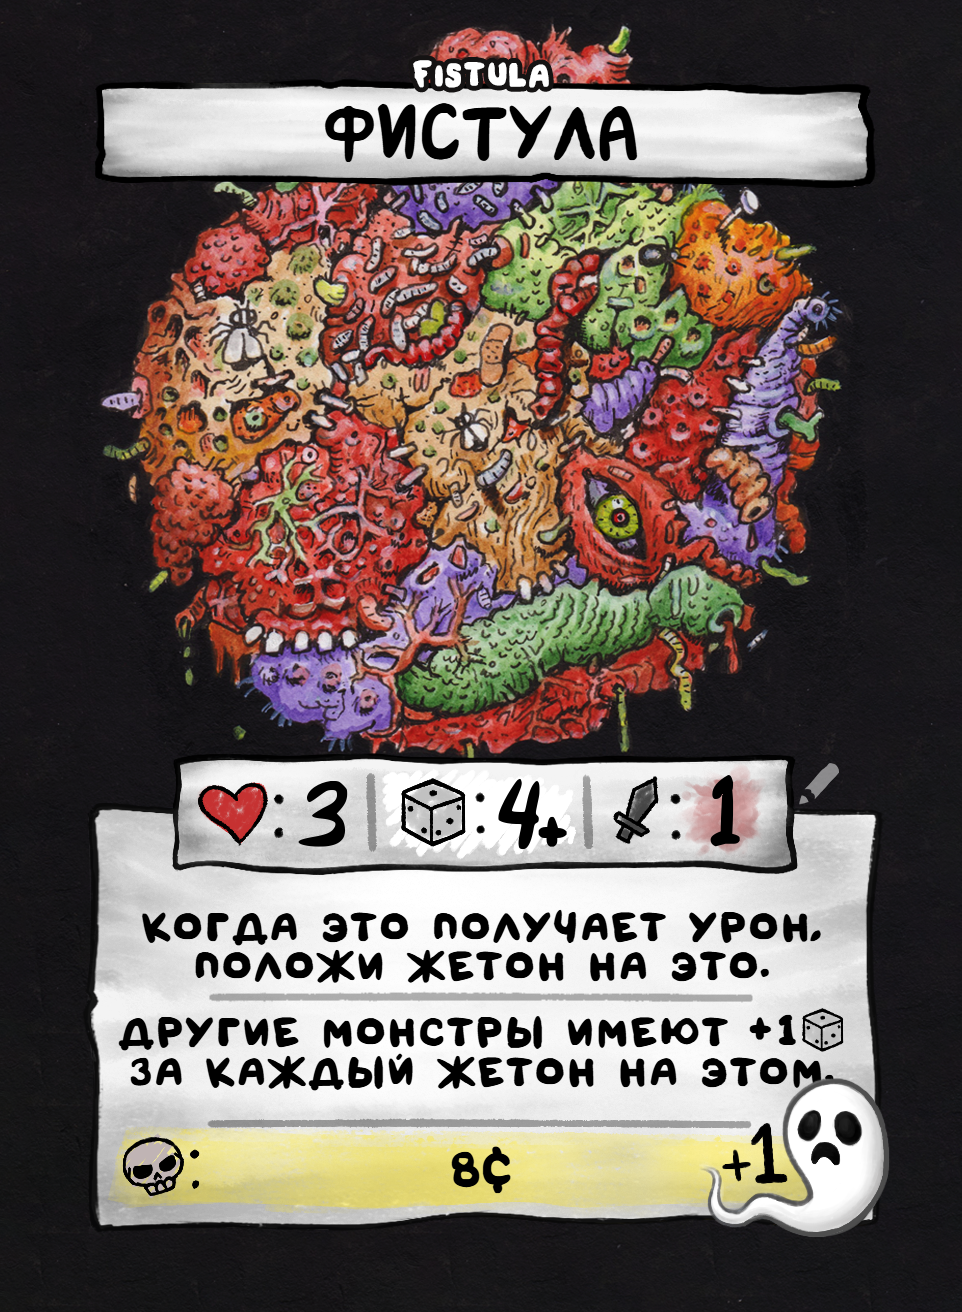 FISTULA
ФИСТУЛА
: 3 : 4+ : 1
КОГДА ЭТО ПОЛУЧАЕТ УРОН,
ПОЛОЖИ ЖЕТОН НА ЭТО.
ДРУГИЕ МОНСТРЫ ИМЕЮТ +1
ЗА КАЖДЫЙ ЖЕТОН НА ЭТОМ.
: 8¢ +1